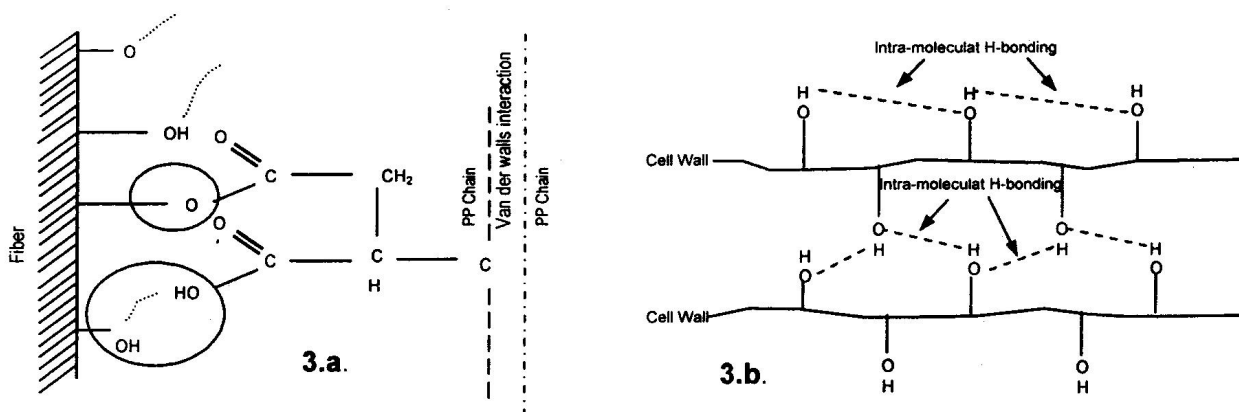 O
OH
O
C
CH₂
O
O
C
C
C
H
HO
OH
Fiber
PP Chain
Van der walls interaction
PP Chain
3.a.
Intra-moleculat H-bonding
H
O
H
O
H
O
Cell Wall
Intra-moleculat H-bonding
O
H
O
H
H
O
H
O
H
O
Cell Wall
O
H
O
H
3.b.